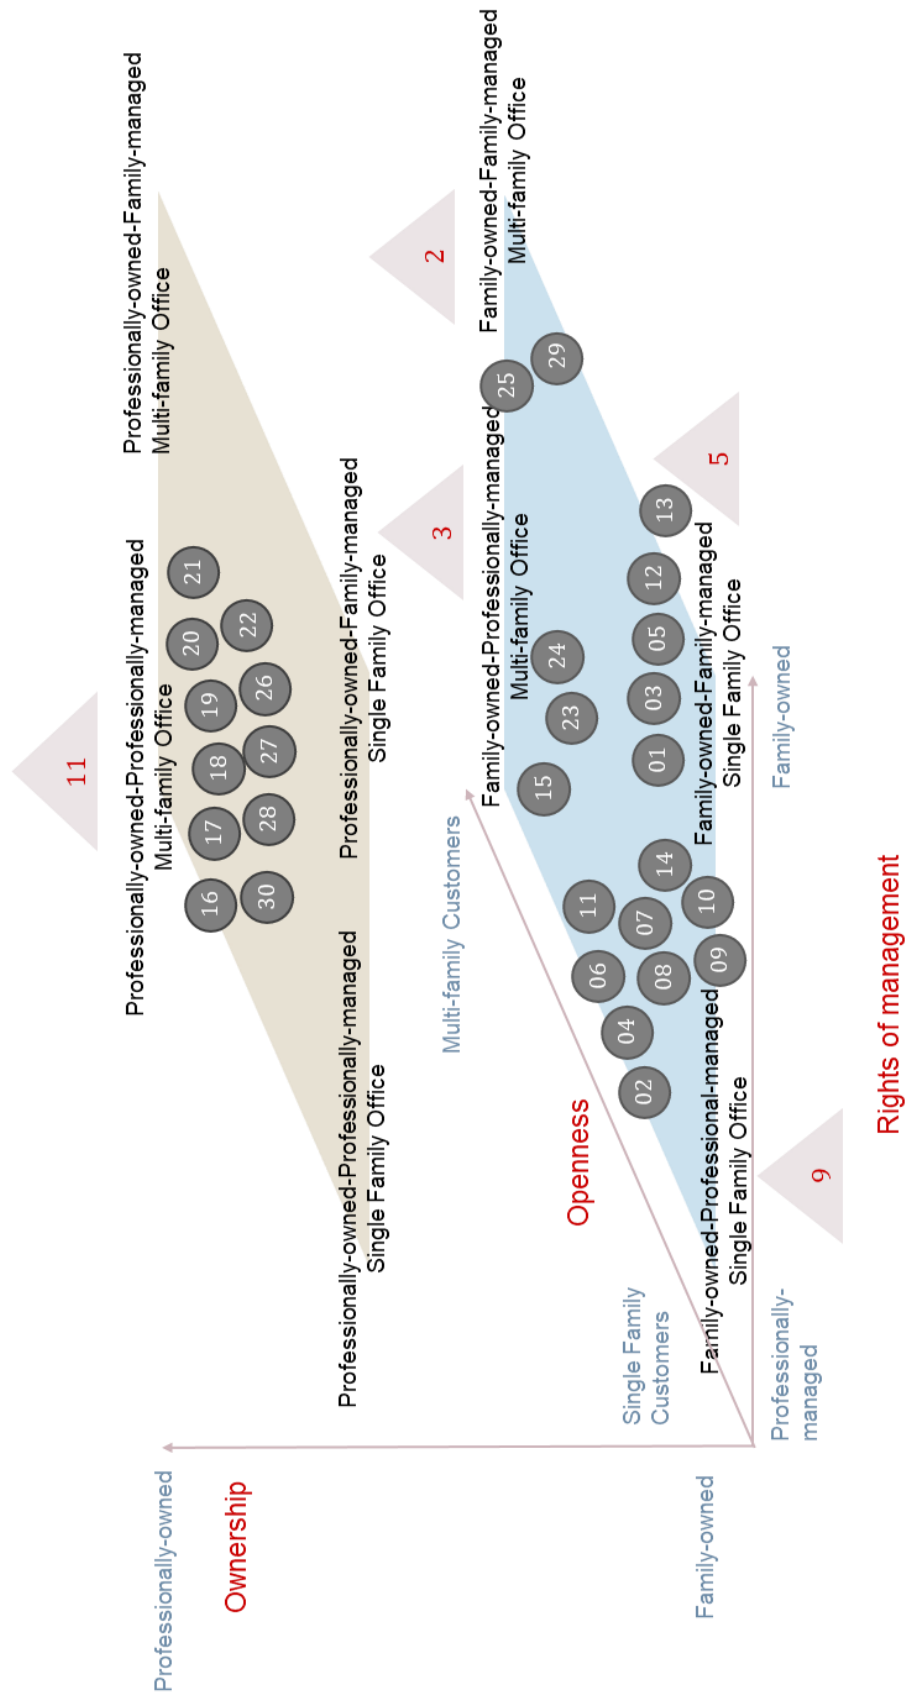 Professionally-owned
Ownership
Family-owned
11
Professionally-owned-Professionally-managed
Multi-family Office
Professionally-owned-Family-managed
Multi-family Office
16
17
18
19
20
21
30
28
27
26
22
Professionally-owned-Professionally-managed
Single Family Office
Professionally-owned-Family-managed
Single Family Office
3
2
Multi-family Customers
Family-owned-Professionally-managed
Multi-family Office
Family-owned-Family-managed
Multi-family Office
25
29
15
23
24
Openness
Single Family
Customers
02
04
06
11
08
07
14
09
10
01
03
05
12
13
5
Family-owned-Professional-managed
Single Family Office
Family-owned-Family-managed
Single Family Office
9
Professionally-
managed
Family-owned
Rights of management